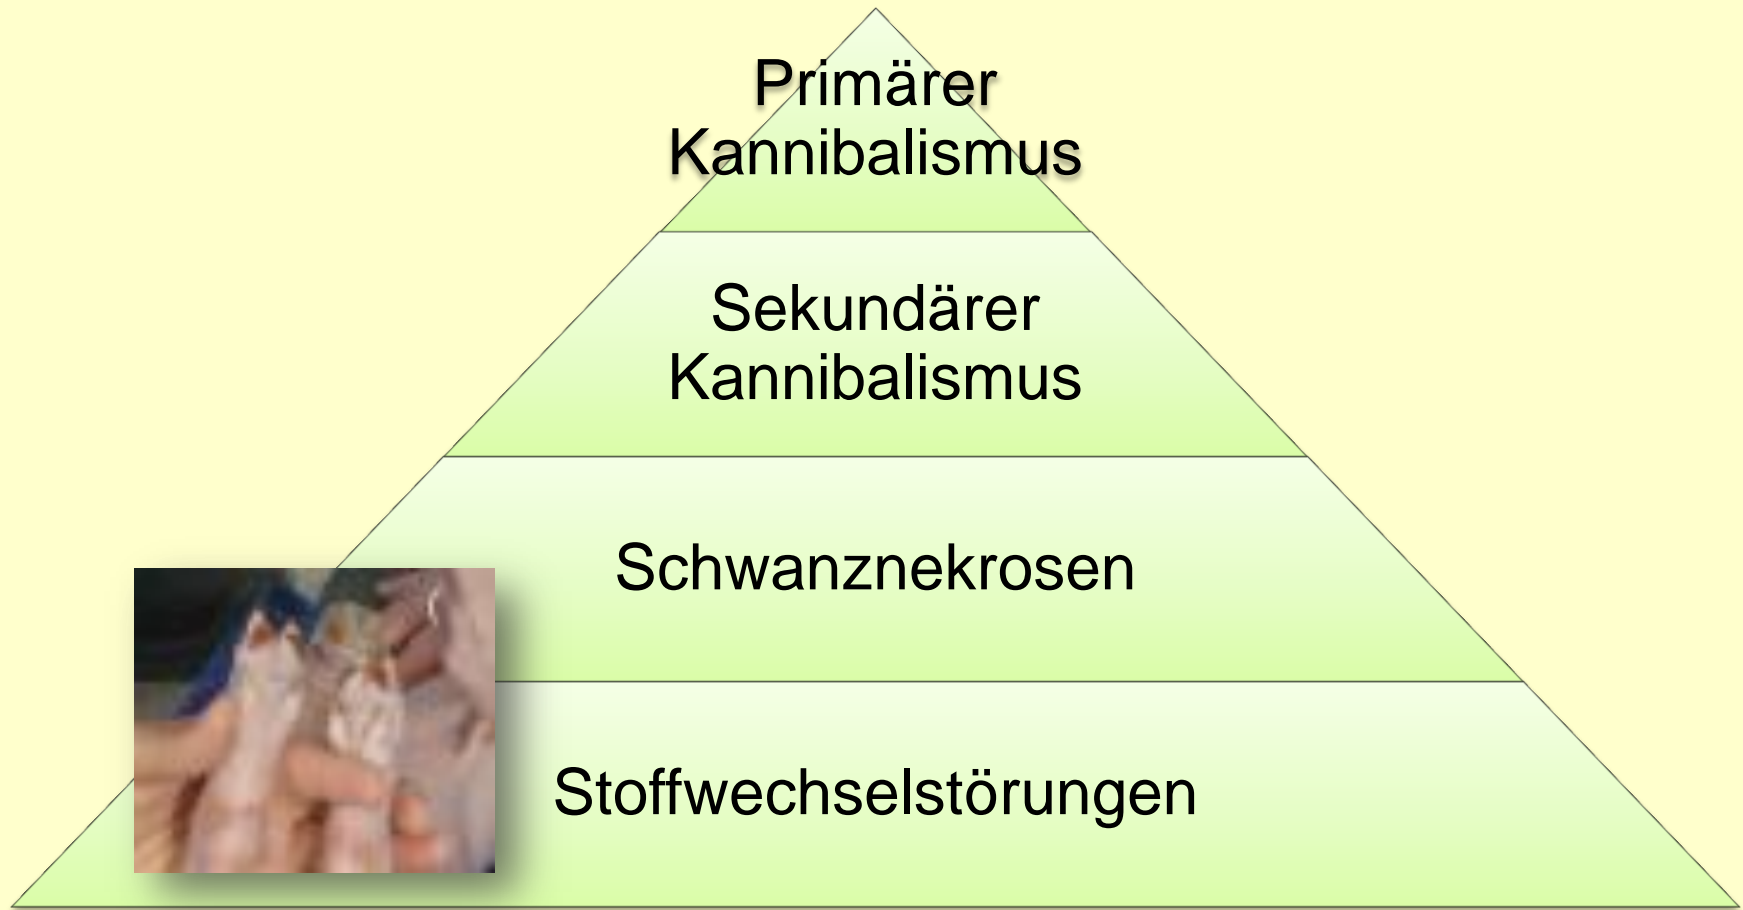 Primärer
Kannibalismus
Sekundärer
Kannibalismus
Schwanznekrosen
Stoffwechselstörungen